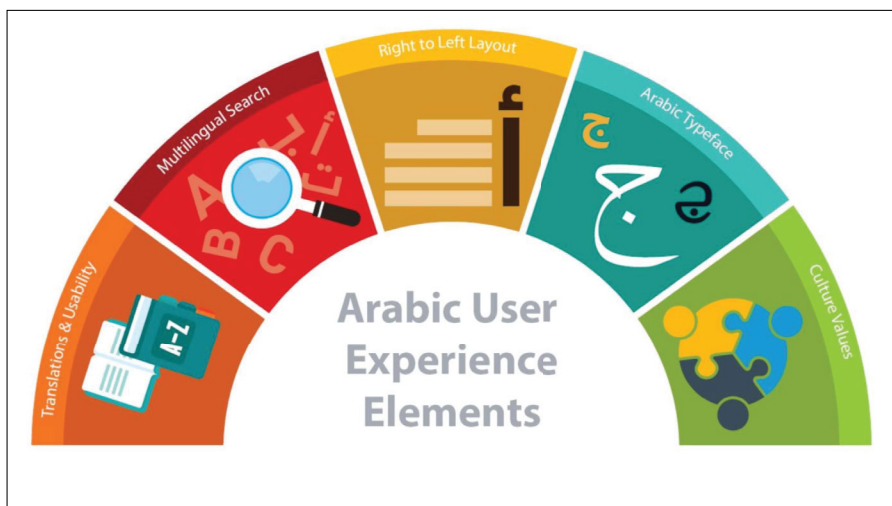 Translations & Usability
Multilingual Search
Right to Left Layout
Arabic Typeface
Culture Values
A-Z
A
B
C
أ
ب
ت
أ
ج
ج
ج
Arabic User
Experience
Elements